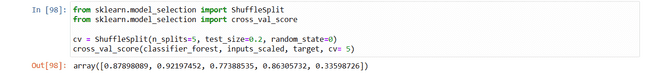 In [98]: from sklearn.model_selection import ShuffleSplit
from sklearn.model_selection import cross_val_score
cv = ShuffleSplit(n_splits=5, test_size=0.2, random_state=0)
cross_val_score(classifier_forest, inputs_scaled, target, cv= 5)
Out[98]: array([0.87898089, 0.92197452, 0.77388535, 0.86305732, 0.33598726])